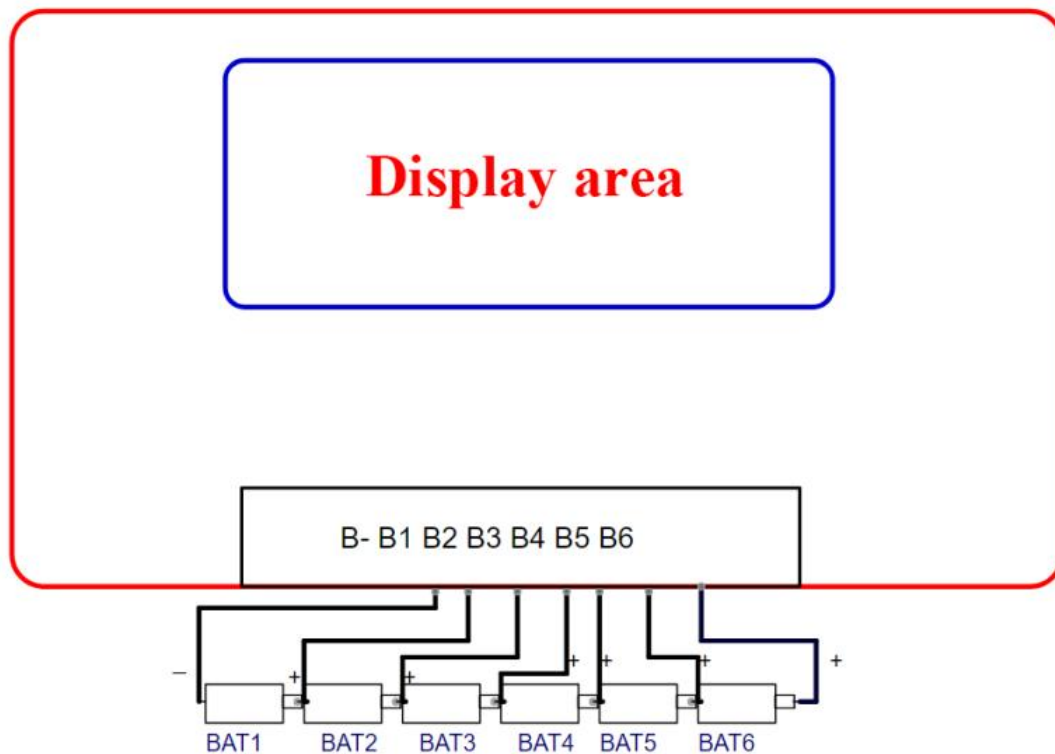 Display area
B- B1 B2 B3 B4 B5 B6
− + + + + + +
BAT1 BAT2 BAT3 BAT4 BAT5 BAT6